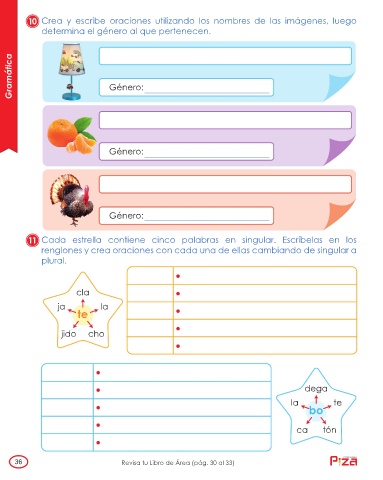 Gramática
10 Crea y escribe oraciones utilizando los nombres de las imágenes, luego
determina el género al que pertenecen.
Género:
Género:
Género:
11 Cada estrella contiene cinco palabras en singular. Escríbelas en los
renglones y crea oraciones con cada una de ellas cambiando de singular a
plural.
cla
ja la
te
jido cho
dega
la te
bo
ca tón
36
Revisa tu Libro de Área (pág. 30 al 33)
Piza